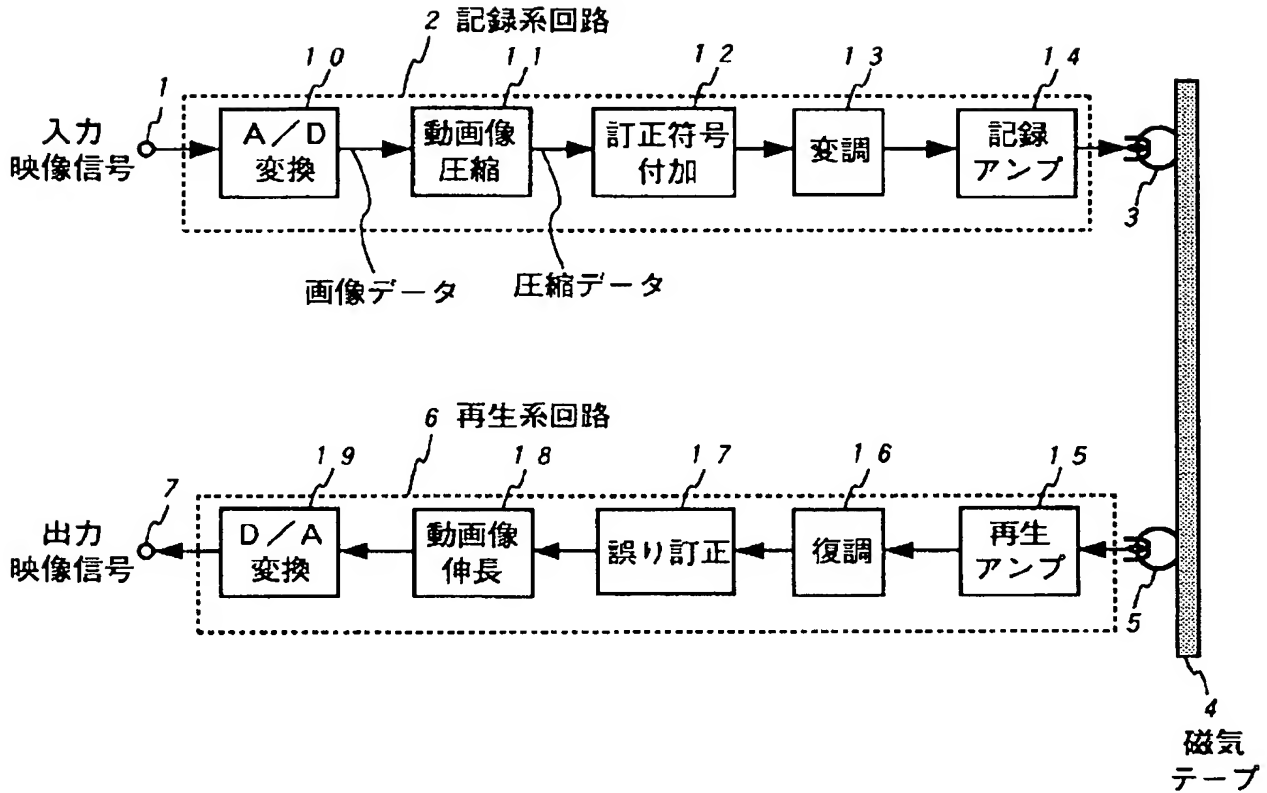 2 記録系回路
1
10
11
12
13
14
入力
映像信号
A/D
変換
動画像
圧縮
訂正符号
付加
変調
記録
アンプ
3
画像データ
圧縮データ
6 再生系回路
7
19
18
17
16
15
出力
映像信号
D/A
変換
動画像
伸長
誤り訂正
復調
再生
アンプ
5
4
磁気
テープ